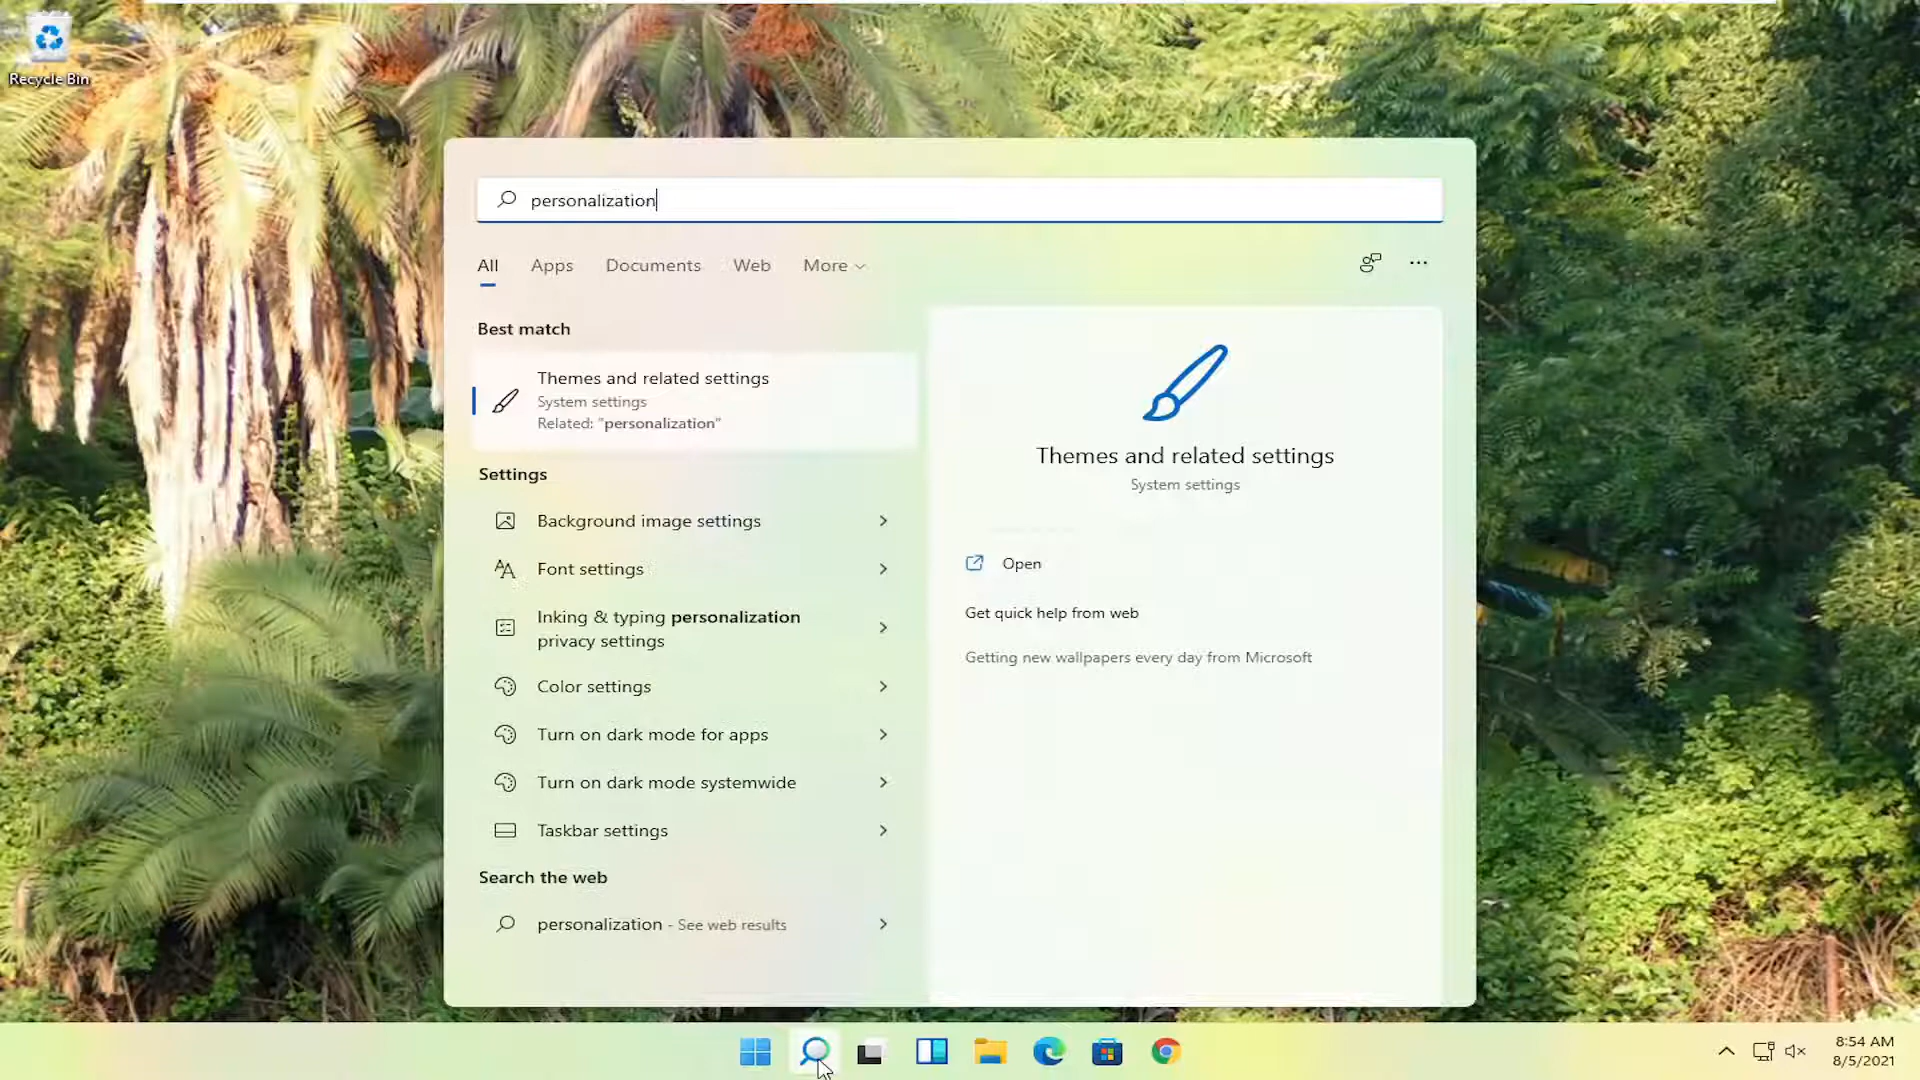 Recycle Bin
personalization
All Apps Documents Web More
Best match
Themes and related settings
System settings
Related: "personalization"
Settings
Background image settings
Font settings
Inking & typing personalization
privacy settings
Color settings
Turn on dark mode for apps
Turn on dark mode systemwide
Taskbar settings
Search the web
personalization - See web results
Themes and related settings
System settings
Open
Get quick help from web
Getting new wallpapers every day from Microsoft
8:54 AM
8/5/2021